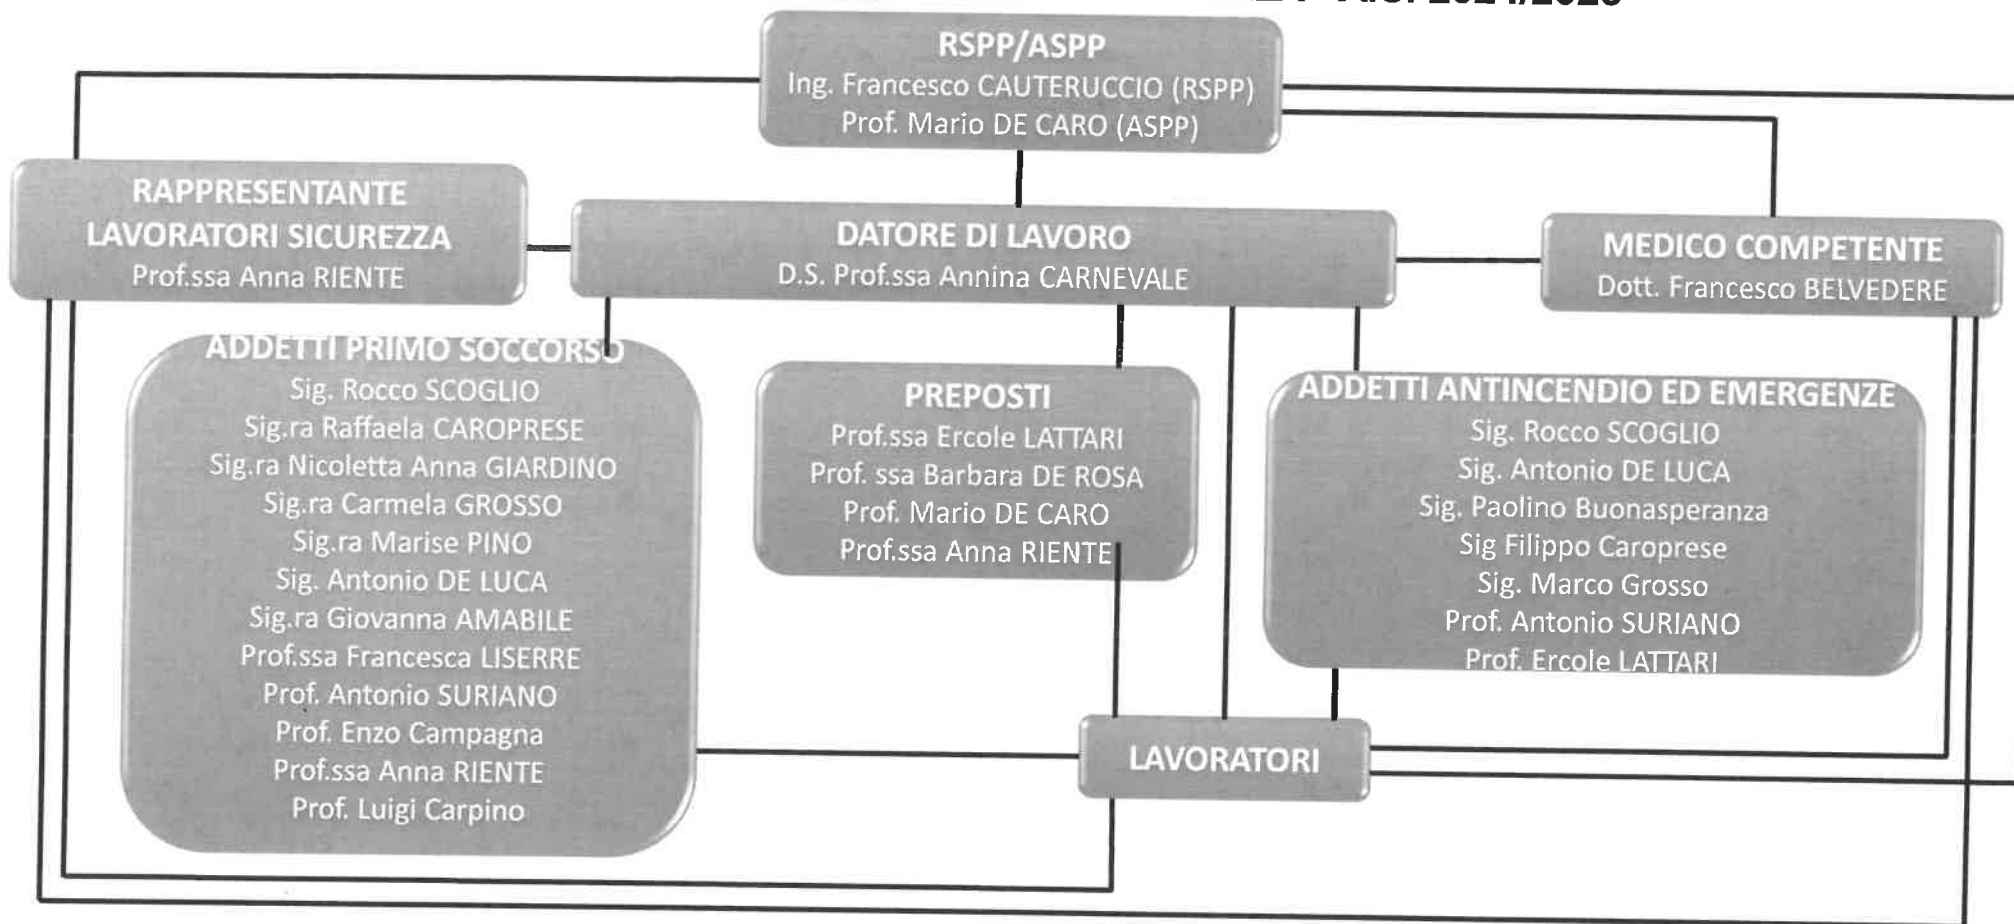 A.S. 2024/2025
RSPP/ASPP
Ing. Francesco CAUTERUCCIO (RSPP)
Prof. Mario DE CARO (ASPP)
RAPPRESENTANTE
LAVORATORI SICUREZZA
Prof.ssa Anna RIENTE
DATORE DI LAVORO
D.S. Prof.ssa Annina CARNEVALE
MEDICO COMPETENTE
Dott. Francesco BELVEDERE
ADDETTI PRIMO SOCCORSO
Sig. Rocco SCOGLIO
Sig.ra Raffaela CAROPRESE
Sig.ra Nicoletta Anna GIARDINO
Sig.ra Carmela GROSSO
Sig.ra Marise PINO
Sig. Antonio DE LUCA
Sig.ra Giovanna AMABILE
Prof.ssa Francesca LISERRE
Prof. Antonio SURIANO
Prof. Enzo Campagna
Prof.ssa Anna RIENTE
Prof. Luigi Carpino
PREPOSTI
Prof.ssa Ercole LATTARI
Prof. ssa Barbara DE ROSA
Prof. Mario DE CARO
Prof.ssa Anna RIENTE
ADDETTI ANTINCENDIO ED EMERGENZE
Sig. Rocco SCOGLIO
Sig. Antonio DE LUCA
Sig. Paolino Buonasperanza
Sig Filippo Caroprese
Sig. Marco Grosso
Prof. Antonio SURIANO
Prof. Ercole LATTARI
LAVORATORI